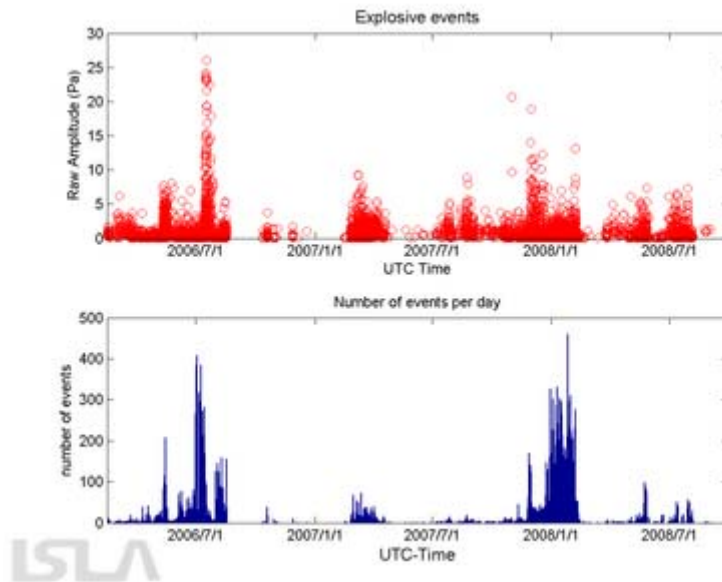 Explosive events
Raw Amplitude (Pa)
30
25
20
15
10
5
0
2006/7/1 2007/1/1 2007/7/1 2008/1/1 2008/7/1
UTC Time
Number of events per day
number of events
500
400
300
200
100
0
2006/7/1 2007/1/1 2007/7/1 2008/1/1 2008/7/1
UTC-Time
ISLA